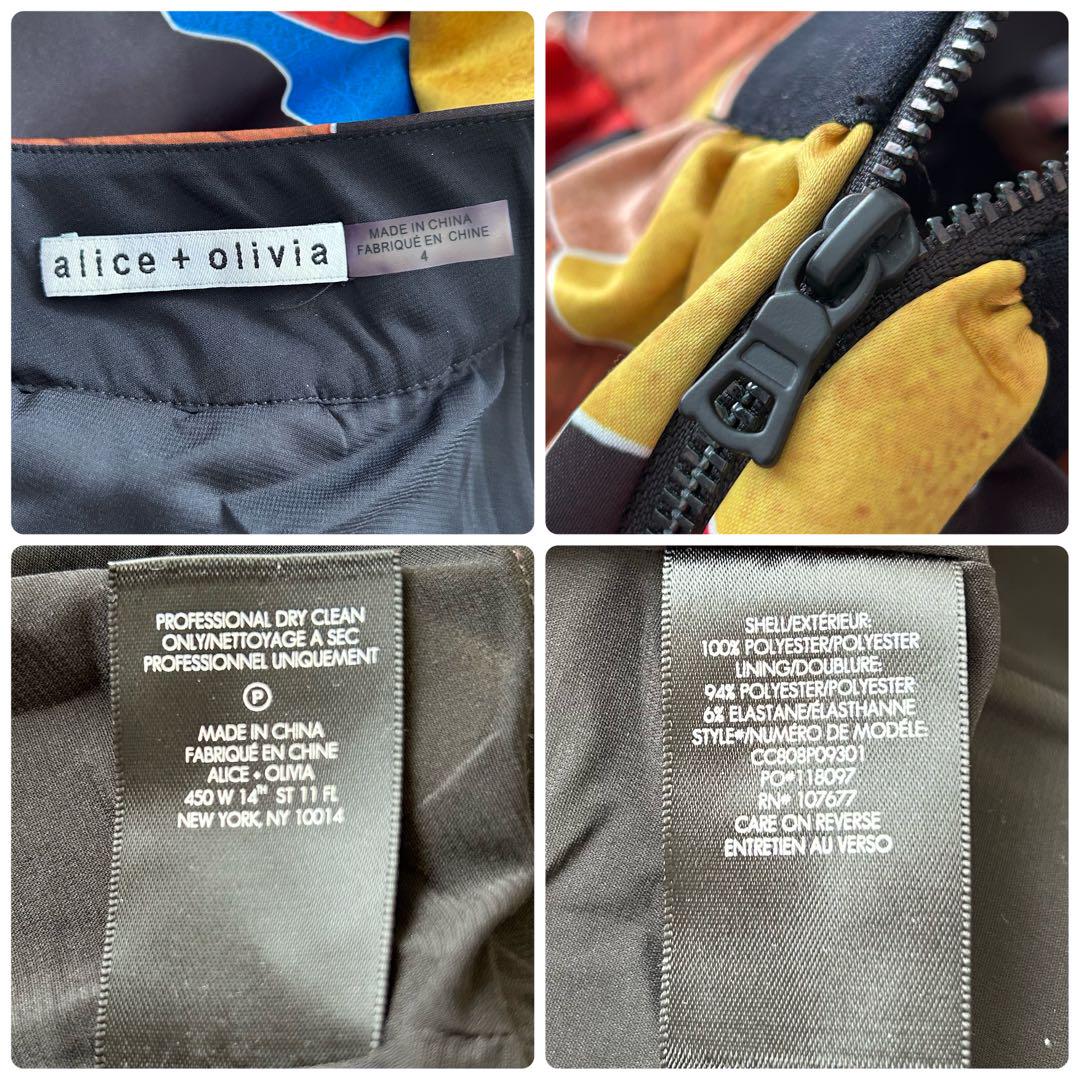 alice + olivia
MADE IN CHINA
FABRIQUÉ EN CHINE
4
PROFESSIONAL DRY CLEAN
ONLY/NETTOYAGE A SEC
PROFESSIONNEL UNIQUEMENT
P
MADE IN CHINA
FABRIQUÉ EN CHINE
ALICE + OLIVIA
450 W 14TH ST 11 FL
NEW YORK, NY 10014
SHELL/EXTÉRIEUR:
100% POLYESTER/POLYESTER
LINING/DOUBLURE:
94% POLYESTER/POLYESTER
6% ELASTANE/ÉLASTHANNE
STYLE#/NUMÉRO DE MODÈLE:
CC808P09301
PO#118097
RN# 107677
CARE ON REVERSE
ENTRETIEN AU VERSO